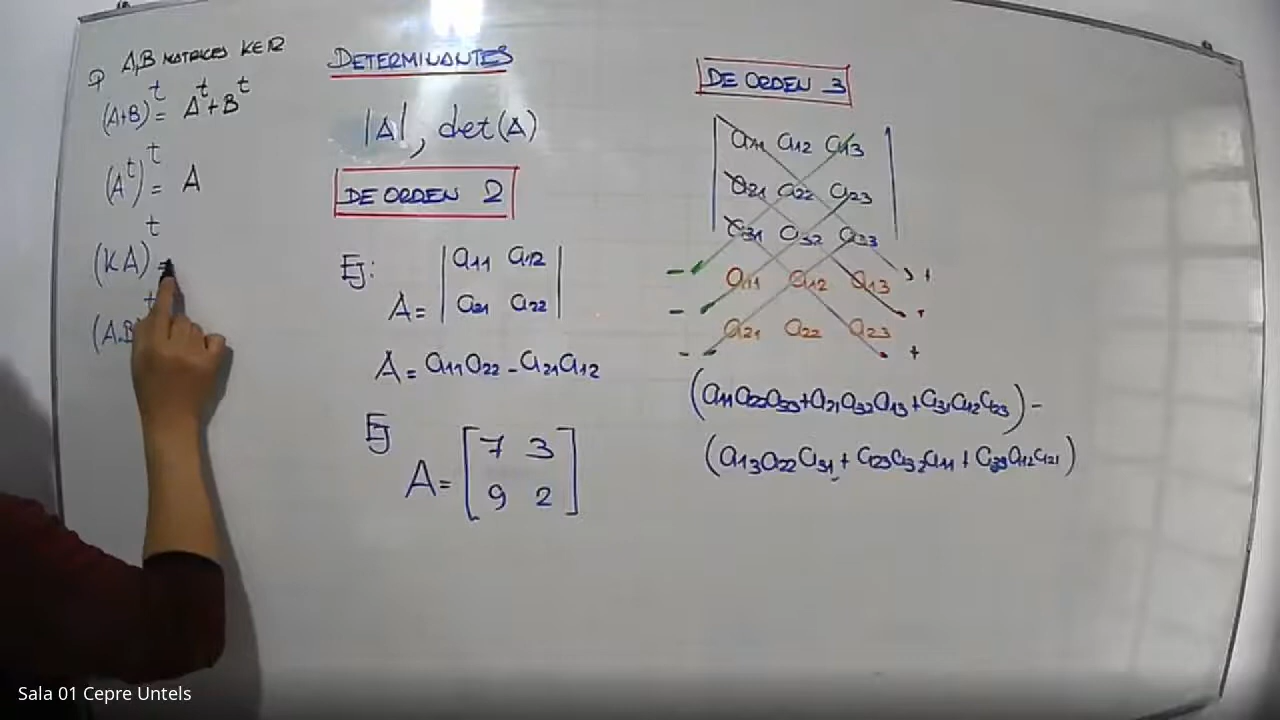 A,B MATRICES K∈R
(A+B)^t = A^t + B^t
(A^t)^t = A
(KA)^t =
(AB
t
DETERMINANTES
|A| , det(A)
DE ORDEN 2
Ej:
A = | a11 a12
a21 a22 |
A = a11a22 - a21a12
Ej
A = [ 7 3
9 2 ]
DE ORDEN 3
a11 a12 a13
a21 a22 a23
a31 a32 a33
- a11 a12 a13 +
- a21 a22 a23 +
- +
(a11a22a33+a21a32a13+a31a12a23) -
(a13a22a31 + a23a32a11 + a33a12a21)
Sala 01 Cepre Untels